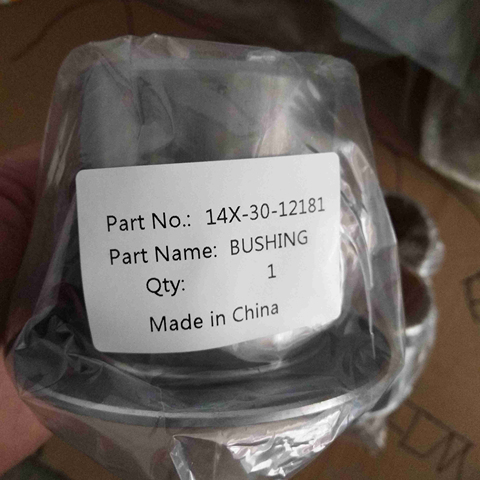 Part No.: 14X-30-12181
Part Name: BUSHING
Qty: 1
Made in China